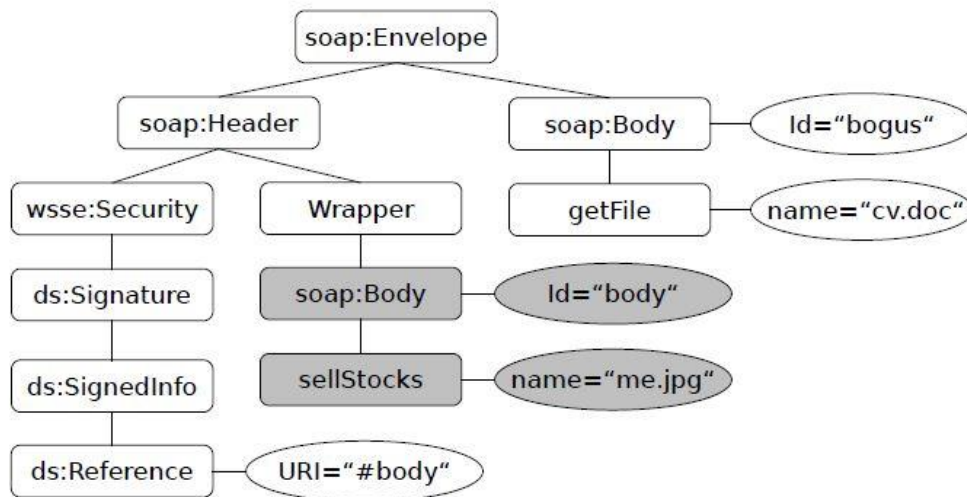 soap:Envelope
soap:Header
soap:Body
Id=“bogus“
wsse:Security
Wrapper
getFile
name=“cv.doc“
ds:Signature
soap:Body
Id=“body“
ds:SignedInfo
sellStocks
name=“me.jpg“
ds:Reference
URI=“#body“